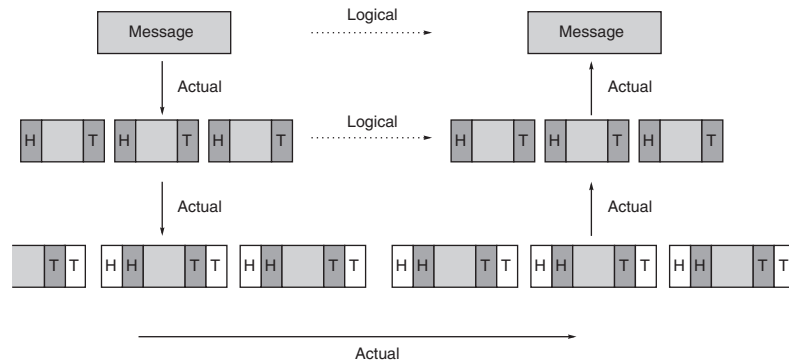 Message Logical Message
Actual Actual
H T H T H T Logical H T H T H T
Actual Actual
T T H H T T H H T T H H T T H H T T H H T T
Actual